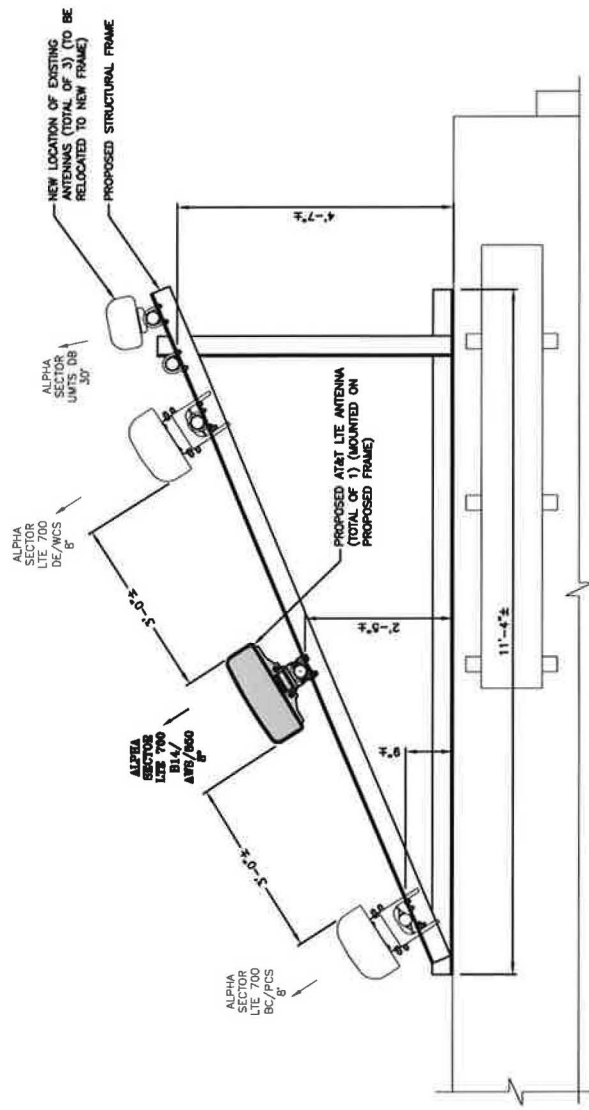 NEW LOCATION OF EXISTING
ANTENNAS (TOTAL OF 3) (TO BE
RELOCATED TO NEW FRAME)
PROPOSED STRUCTURAL FRAME
ALPHA
SECTOR
UMTS DB
30°
4'-7"±
ALPHA
SECTOR
LTE 700
DE/WCS
8'
PROPOSED AT&T LTE ANTENNA
(TOTAL OF 1) (MOUNTED ON
PROPOSED FRAME)
3'-0"±
2'-5"±
11'-4"±
ALPHA
SECTOR
LTE 700
B14/
AWS/850
8'
9"±
3'-0"±
ALPHA
SECTOR
LTE 700
BC/PCS
8'